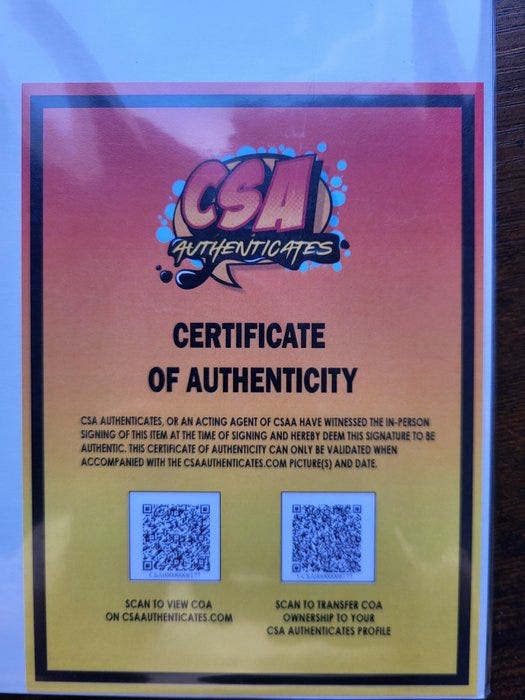 CSA
AUTHENTICATES
CERTIFICATE
OF AUTHENTICITY
CSA AUTHENTICATES, OR AN ACTING AGENT OF CSAA HAVE WITNESSED THE IN-PERSON
SIGNING OF THIS ITEM AT THE TIME OF SIGNING AND HEREBY DEEM THIS SIGNATURE TO BE
AUTHENTIC. THIS CERTIFICATE OF AUTHENTICITY CAN ONLY BE VALIDATED WHEN
ACCOMPANIED WITH THE CSAAUTHENTICATES.COM PICTURE(S) AND DATE.
SCAN TO VIEW COA
ON CSAAUTHENTICATES.COM
SCAN TO TRANSFER COA
OWNERSHIP TO YOUR
CSA AUTHENTICATES PROFILE